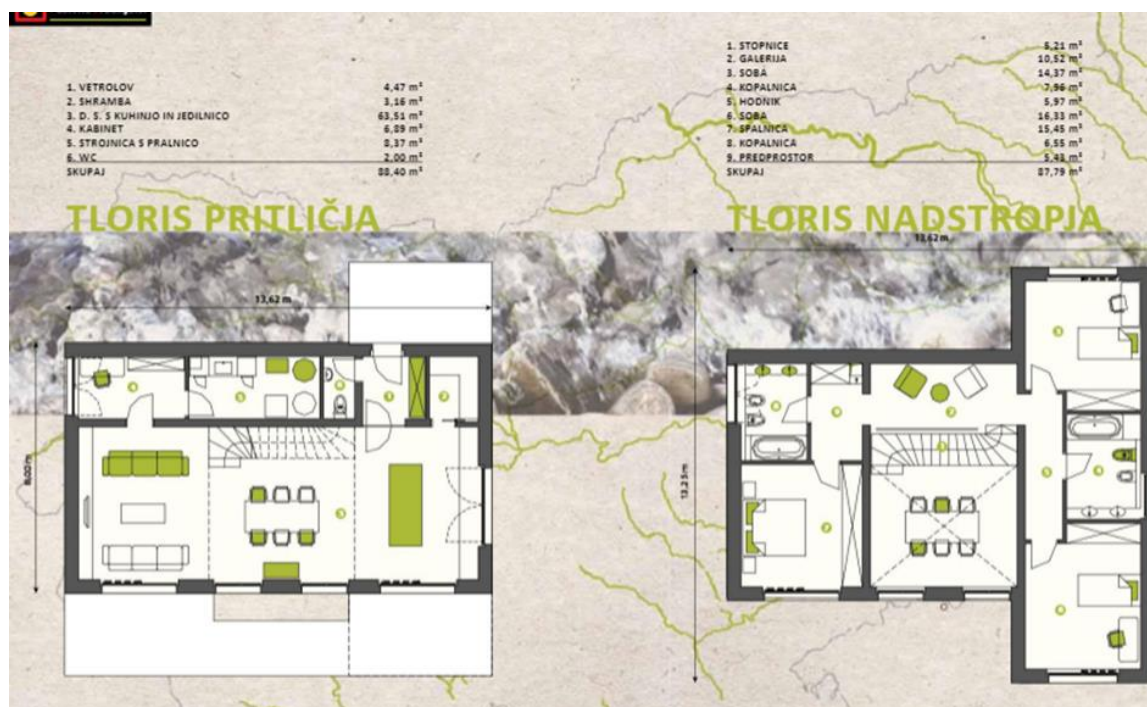 1. VETROLOV 4,47 m²
2. SHRAMBA 3,16 m²
3. D. S. S KUHINJO IN JEDILNICO 63,51 m²
4. KABINET 6,89 m²
5. STROJNICA S PRALNICO 8,37 m²
6. WC 2,00 m²
SKUPAJ 88,40 m²
TLORIS PRITLIČJA
13,62 m
8,00 m
1. STOPNICE 5,21 m²
2. GALERIJA 10,52 m²
3. SOBA 14,37 m²
4. KOPALNICA 7,96 m²
5. HODNIK 5,97 m²
6. SOBA 16,33 m²
7. SPALNICA 15,45 m²
8. KOPALNICA 6,55 m²
9. PREDPROSTOR 5,43 m²
SKUPAJ 87,79 m²
TLORIS NADSTROPJA
13,62 m
13,25 m